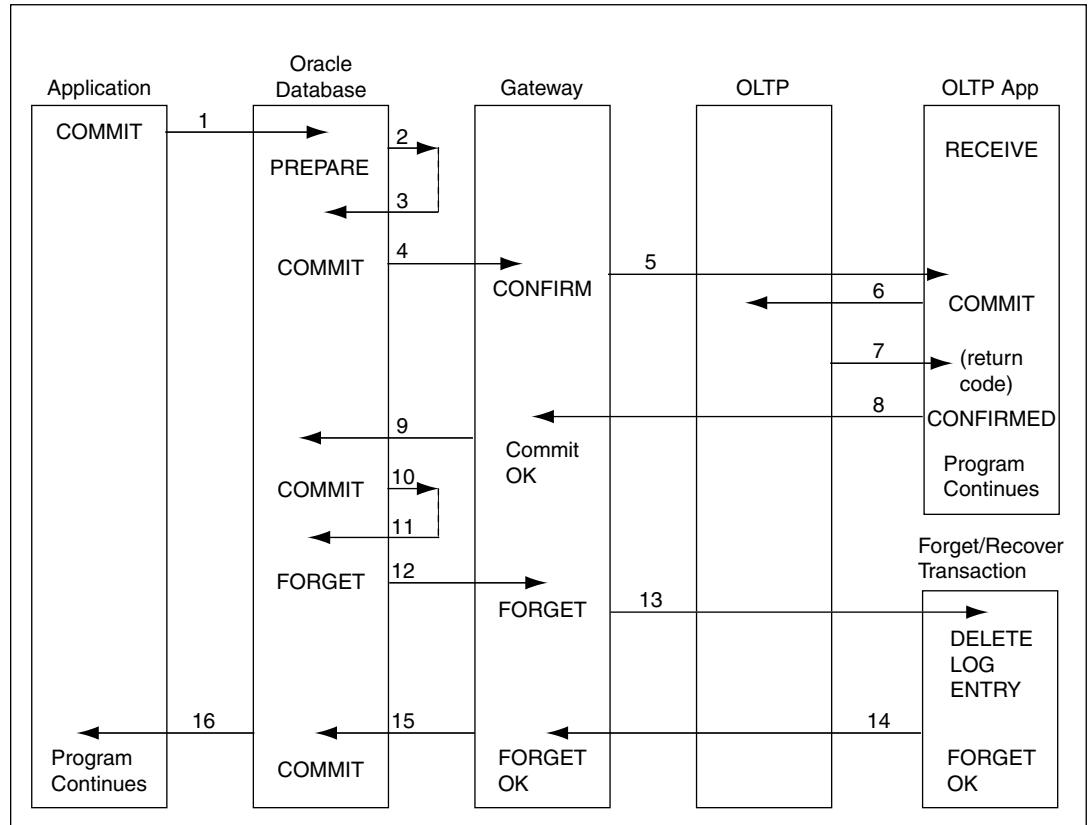 Application
Oracle
Database
Gateway
OLTP
OLTP App
COMMIT
1
2
RECEIVE
PREPARE
3
COMMIT
4
CONFIRM
5
6
COMMIT
7
(return
code)
8
CONFIRMED
9
Commit
OK
Program
Continues
COMMIT
10
11
Forget/Recover
Transaction
FORGET
12
FORGET
13
DELETE
LOG
ENTRY
16
15
14
Program
Continues
COMMIT
FORGET
OK
FORGET
OK